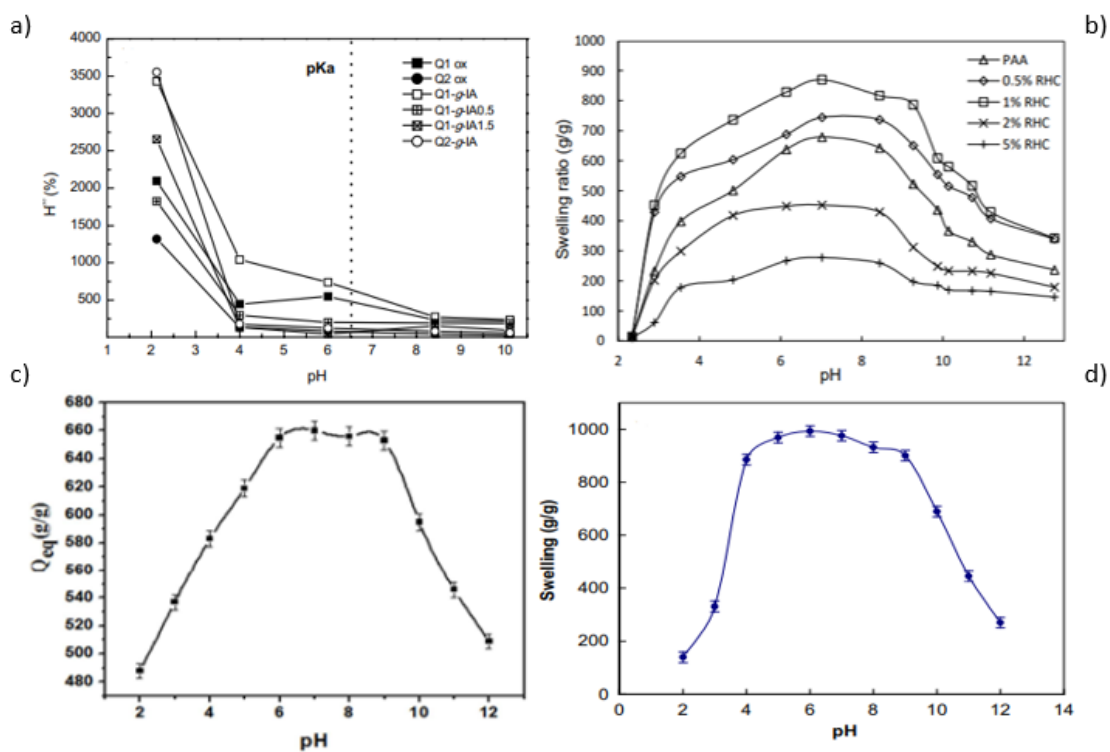 a)
H∞(%)
4000
3500
3000
2500
2000
1500
1000
500
pKa
Q1 ox
Q2 ox
Q1-g-IA
Q1-g-IA0.5
Q1-g-IA1.5
Q2-g-IA
1 2 3 4 5 6 7 8 9 10
pH
b)
Swelling ratio (g/g)
1000
900
800
700
600
500
400
300
200
100
0
PAA
0.5% RHC
1% RHC
2% RHC
5% RHC
2 4 6 8 10 12
pH
c)
Qeq(g/g)
680
660
640
620
600
580
560
540
520
500
480
2 4 6 8 10 12
pH
d)
Swelling (g/g)
1000
800
600
400
200
0
0 2 4 6 8 10 12 14
pH